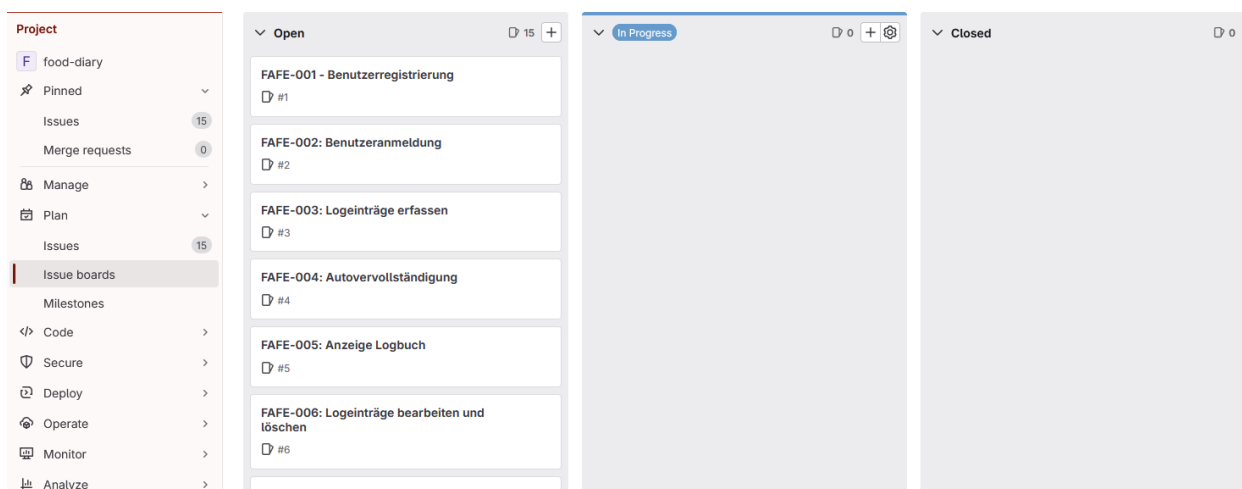 Project
F food-diary
Pinned
Issues 15
Merge requests 0
Manage
Plan
Issues 15
Issue boards
Milestones
Code
Secure
Deploy
Operate
Monitor
Analyze
Open 15
FAFE-001 - Benutzerregistrierung
#1
FAFE-002: Benutzeranmeldung
#2
FAFE-003: Logeinträge erfassen
#3
FAFE-004: Autovervollständigung
#4
FAFE-005: Anzeige Logbuch
#5
FAFE-006: Logeinträge bearbeiten und
löschen
#6
In Progress 0
Closed 0